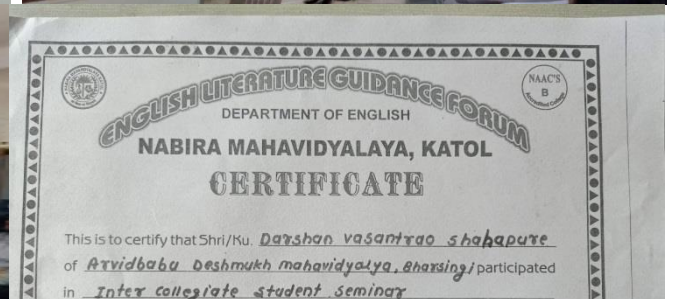 ENGLISH LITERATURE GUIDANCE FORUM
NAAC'S
B
DEPARTMENT OF ENGLISH
NABIRA MAHAVIDYALAYA, KATOL
CERTIFICATE
This is to certify that Shri/Ku. Darshan vasantrao shahapure
of Arvidbabu Deshmukh mahavidyalya, Bharsingi participated
in Inter collegiate student seminar